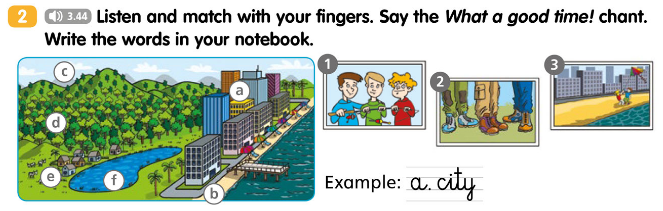 2 3.44 Listen and match with your fingers. Say the What a good time! chant.
Write the words in your notebook.
c
a
d
e
f
b
1
2
3
Example: a. city